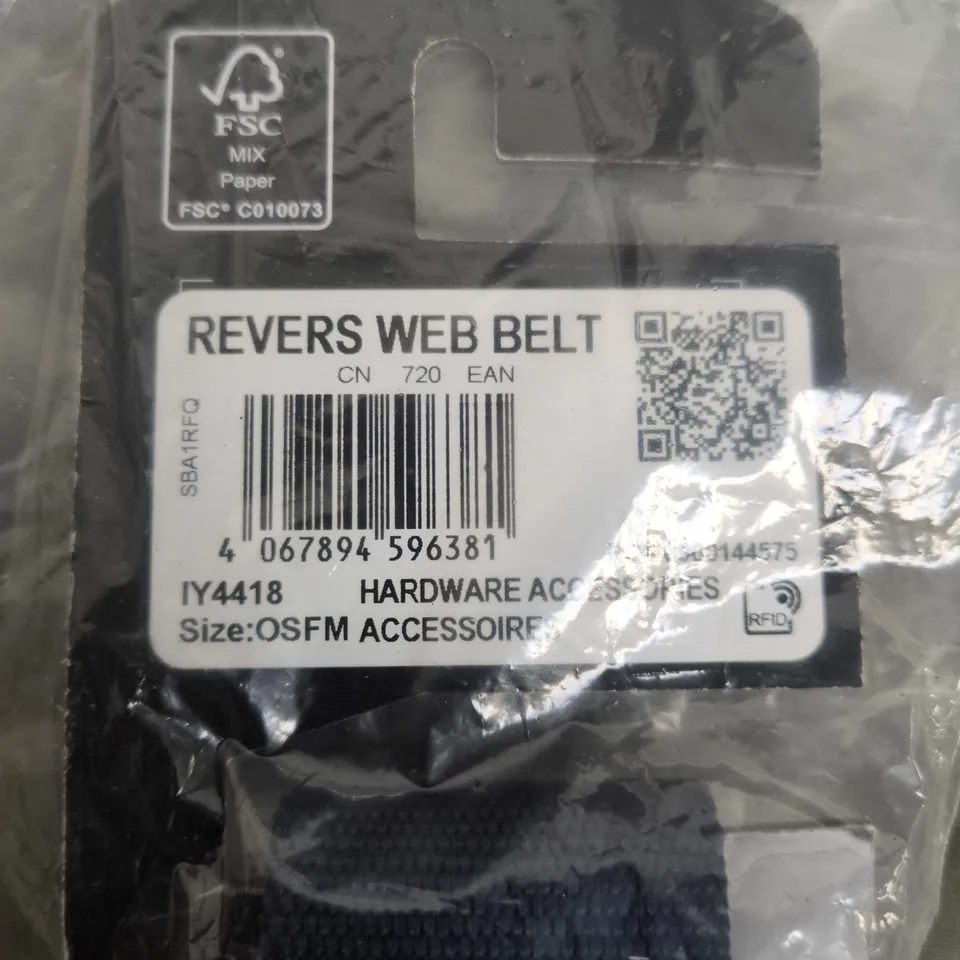 FSC®
MIX
Paper
FSC® C010073
REVERS WEB BELT
CN 720 EAN
SBA1RFQ
4 067894 596381
IY4418 HARDWARE ACCESSORIES
Size:OSFM ACCESSOIRES
RFID